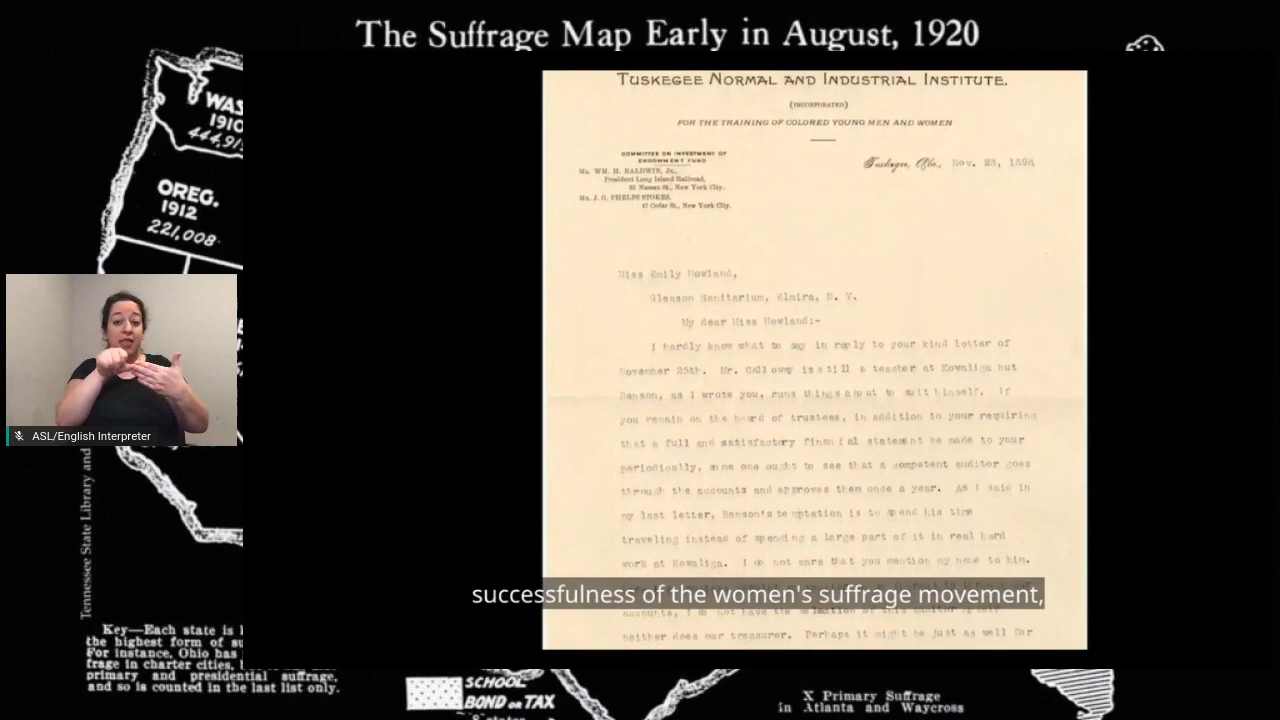 The Suffrage Map Early in August, 1920
WAS
1910
OREG.
1912
221,008
Tennessee State Library and
Key—Each state is
the highest form of su
For instance, Ohio has
frage in charter cities,
primary and presidential suffrage,
and so is counted in the last list only.
SCHOOL
BOND OR TAX
X Primary Suffrage
in Atlanta and Waycross
ASL/English Interpreter
TUSKEGEE NORMAL AND INDUSTRIAL INSTITUTE.
(INCORPORATED)
FOR THE TRAINING OF COLORED YOUNG MEN AND WOMEN
COMMITTEE ON INVESTMENT OF
ENDOWMENT FUND
MR. WM. H. BALDWIN, JR.,
President Long Island Railroad,
New York City.
MR. J. G. PHELPS STOKES,
47 Cedar St., New York City.
Tuskegee, Ala., Nov. 28,
Miss Emily Howland,
Gleason Sanitarium, Elmira, N. Y.
My dear Miss Howland:-
I hardly know what to say in reply to your kind letter of
November 25th. Mr. Calloway is still a teacher at Kowaliga but
Benson, as I wrote you, runs things about to suit himself. If
you remain on the board of trustees, in addition to your requiring
that a full and satisfactory financial statement be made to your
periodically, some one ought to see that a competent auditor goes
through the accounts and approves them once a year. As I said in
my last letter, Benson's temptation is to spend his time
traveling instead of spending a large part of it in real hard
work at Kowaliga. I do not care that you mention my name to him.
successfulness of the women's suffrage movement,
accounts, I do not have the selection of this auditor
neither does our treasurer. Perhaps it might be just as well for